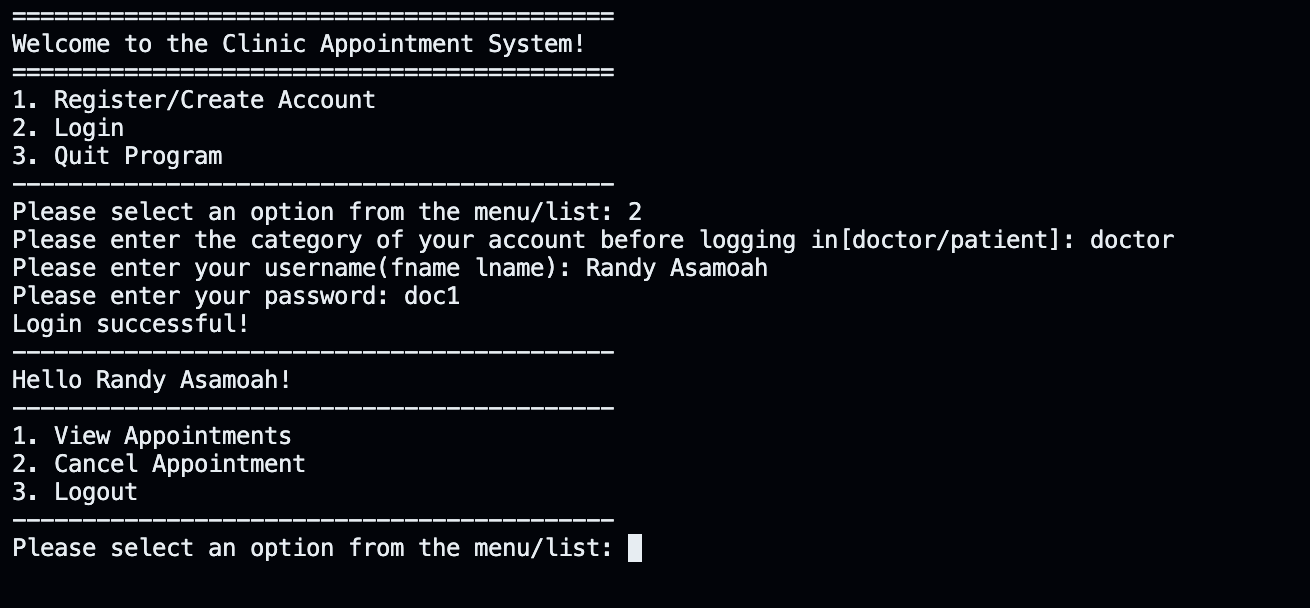 ===========================================
Welcome to the Clinic Appointment System!
===========================================
1. Register/Create Account
2. Login
3. Quit Program
-------------------------------------------
Please select an option from the menu/list: 2
Please enter the category of your account before logging in[doctor/patient]: doctor
Please enter your username(fname lname): Randy Asamoah
Please enter your password: doc1
Login successful!
-------------------------------------------
Hello Randy Asamoah!
-------------------------------------------
1. View Appointments
2. Cancel Appointment
3. Logout
-------------------------------------------
Please select an option from the menu/list: